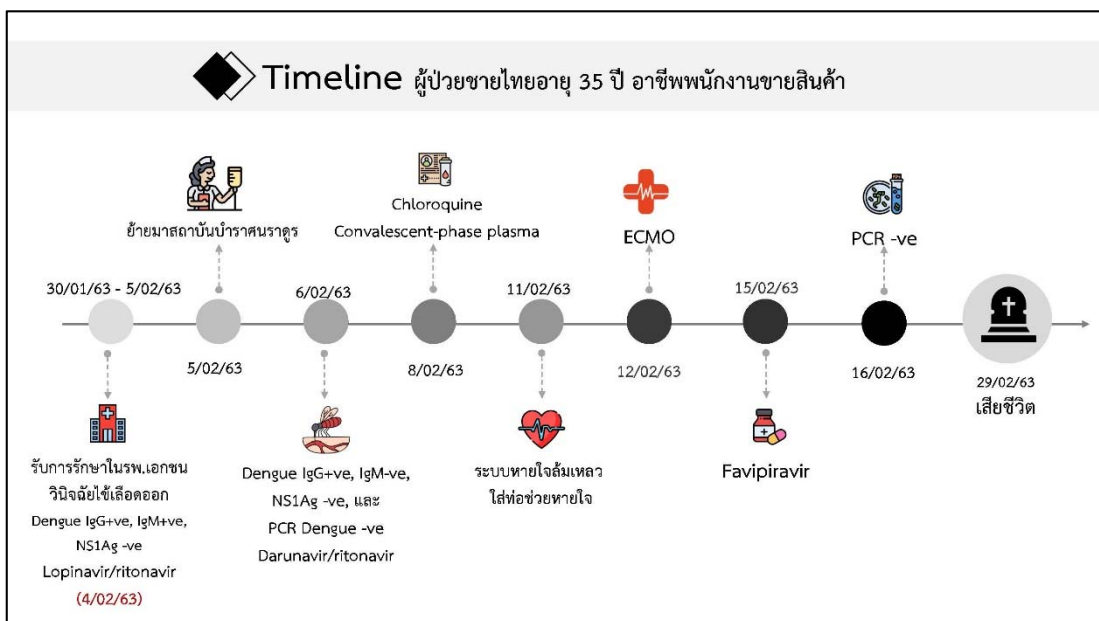 Timeline ผู้ป่วยชายไทยอายุ 35 ปี อาชีพพนักงานขายสินค้า
30/01/63 - 5/02/63
รับการรักษาในรพ.เอกชน
วินิจฉัยไข้เลือดออก
Dengue IgG+ve, IgM+ve,
NS1Ag -ve
Lopinavir/ritonavir
(4/02/63)
ย้ายมาสถาบันบำราศนราดูร
5/02/63
6/02/63
Dengue IgG+ve, IgM-ve,
NS1Ag -ve, และ
PCR Dengue -ve
Darunavir/ritonavir
Chloroquine
Convalescent-phase plasma
8/02/63
11/02/63
ระบบหายใจล้มเหลว
ใส่ท่อช่วยหายใจ
ECMO
12/02/63
15/02/63
Favipiravir
PCR -ve
16/02/63
29/02/63
เสียชีวิต